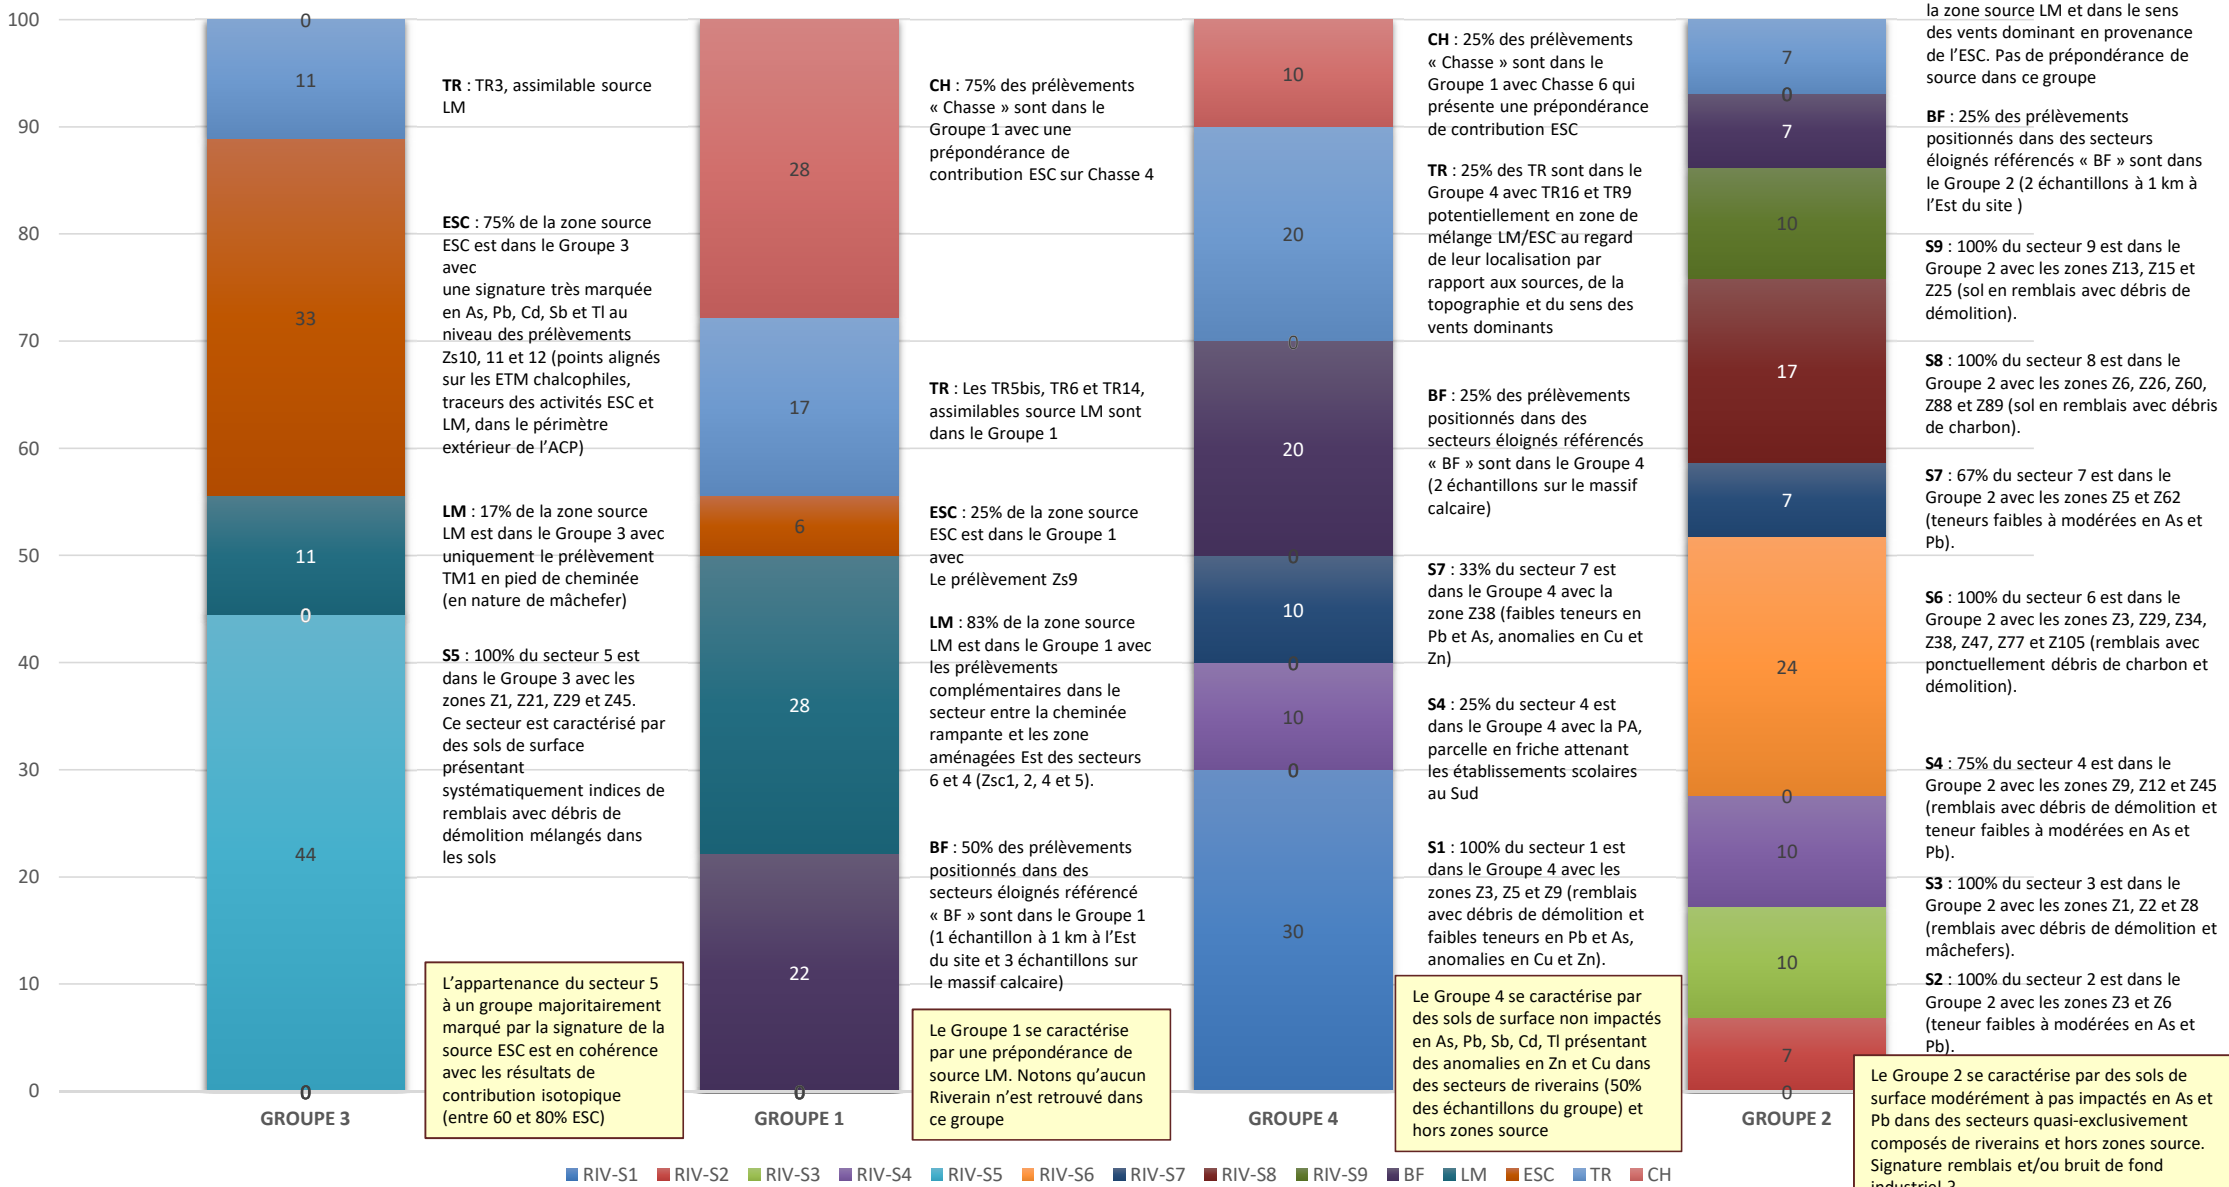 100
90
80
70
60
50
40
30
20
10
0
0
11
33
11
0
44
0
GROUPE 3
TR : TR3, assimilable source
LM
ESC : 75% de la zone source
ESC est dans le Groupe 3
avec
une signature très marquée
en As, Pb, Cd, Sb et Tl au
niveau des prélèvements
Zs10, 11 et 12 (points alignés
sur les ETM chalcophiles,
traceurs des activités ESC et
LM, dans le périmètre
extérieur de l'ACP)
LM : 17% de la zone source
LM est dans le Groupe 3 avec
uniquement le prélèvement
TM1 en pied de cheminée
(en nature de mâchefer)
S5 : 100% du secteur 5 est
dans le Groupe 3 avec les
zones Z1, Z21, Z29 et Z45.
Ce secteur est caractérisé par
des sols de surface
présentant
systématiquement indices de
remblais avec débris de
démolition mélangés dans
les sols
L'appartenance du secteur 5
à un groupe majoritairement
marqué par la signature de la
source ESC est en cohérence
avec les résultats de
contribution isotopique
(entre 60 et 80% ESC)
28
17
6
28
22
0
GROUPE 1
CH : 75% des prélèvements
« Chasse » sont dans le
Groupe 1 avec une
prépondérance de
contribution ESC sur Chasse 4
TR : Les TR5bis, TR6 et TR14,
assimilables source LM sont
dans le Groupe 1
ESC : 25% de la zone source
ESC est dans le Groupe 1
avec
Le prélèvement Zs9
LM : 83% de la zone source
LM est dans le Groupe 1 avec
les prélèvements
complémentaires dans le
secteur entre la cheminée
rampante et les zone
aménagées Est des secteurs
6 et 4 (Zsc1, 2, 4 et 5).
BF : 50% des prélèvements
positionnés dans des
secteurs éloignés référencé
« BF » sont dans le Groupe 1
(1 échantillon à 1 km à l'Est
du site et 3 échantillons sur
le massif calcaire)
Le Groupe 1 se caractérise
par une prépondérance de
source LM. Notons qu'aucun
Riverain n'est retrouvé dans
ce groupe
10
20
0
20
0
10
0
10
0
30
GROUPE 4
CH : 25% des prélèvements
« Chasse » sont dans le
Groupe 1 avec Chasse 6 qui
présente une prépondérance
de contribution ESC
TR : 25% des TR sont dans le
Groupe 4 avec TR16 et TR9
potentiellement en zone de
mélange LM/ESC au regard
de leur localisation par
rapport aux sources, de la
topographie et du sens des
vents dominants
BF : 25% des prélèvements
positionnés dans des
secteurs éloignés référencés
« BF » sont dans le Groupe 4
(2 échantillons sur le massif
calcaire)
S7 : 33% du secteur 7 est
dans le Groupe 4 avec la
zone Z38 (faibles teneurs en
Pb et As, anomalies en Cu et
Zn)
S4 : 25% du secteur 4 est
dans le Groupe 4 avec la PA,
parcelle en friche attenant
les établissements scolaires
au Sud
S1 : 100% du secteur 1 est
dans le Groupe 4 avec les
zones Z3, Z5 et Z9 (remblais
avec débris de démolition et
faibles teneurs en Pb et As,
anomalies en Cu et Zn).
Le Groupe 4 se caractérise par
des sols de surface non impactés
en As, Pb, Sb, Cd, Tl présentant
des anomalies en Zn et Cu dans
des secteurs de riverains (50%
des échantillons du groupe) et
hors zones source
7
0
7
10
17
7
24
0
10
10
7
0
GROUPE 2
la zone source LM et dans le sens
des vents dominant en provenance
de l'ESC. Pas de prépondérance de
source dans ce groupe
BF : 25% des prélèvements
positionnés dans des secteurs
éloignés référencés « BF » sont dans
le Groupe 2 (2 échantillons à 1 km à
l'Est du site )
S9 : 100% du secteur 9 est dans le
Groupe 2 avec les zones Z13, Z15 et
Z25 (sol en remblais avec débris de
démolition).
S8 : 100% du secteur 8 est dans le
Groupe 2 avec les zones Z6, Z26, Z60,
Z88 et Z89 (sol en remblais avec débris
de charbon).
S7 : 67% du secteur 7 est dans le
Groupe 2 avec les zones Z5 et Z62
(teneurs faibles à modérées en As et
Pb).
S6 : 100% du secteur 6 est dans le
Groupe 2 avec les zones Z3, Z29, Z34,
Z38, Z47, Z77 et Z105 (remblais avec
ponctuellement débris de charbon et
démolition).
S4 : 75% du secteur 4 est dans le
Groupe 2 avec les zones Z9, Z12 et Z45
(remblais avec débris de démolition et
teneur faibles à modérées en As et
Pb).
S3 : 100% du secteur 3 est dans le
Groupe 2 avec les zones Z1, Z2 et Z8
(remblais avec débris de démolition et
mâchefers).
S2 : 100% du secteur 2 est dans le
Groupe 2 avec les zones Z3 et Z6
(teneur faibles à modérées en As et
Pb).
Le Groupe 2 se caractérise par des sols de
surface modérément à pas impactés en As et
Pb dans des secteurs quasi-exclusivement
composés de riverains et hors zones source.
Signature remblais et/ou bruit de fond
industriel ?
RIV-S1 RIV-S2 RIV-S3 RIV-S4 RIV-S5 RIV-S6 RIV-S7 RIV-S8 RIV-S9 BF LM ESC TR CH